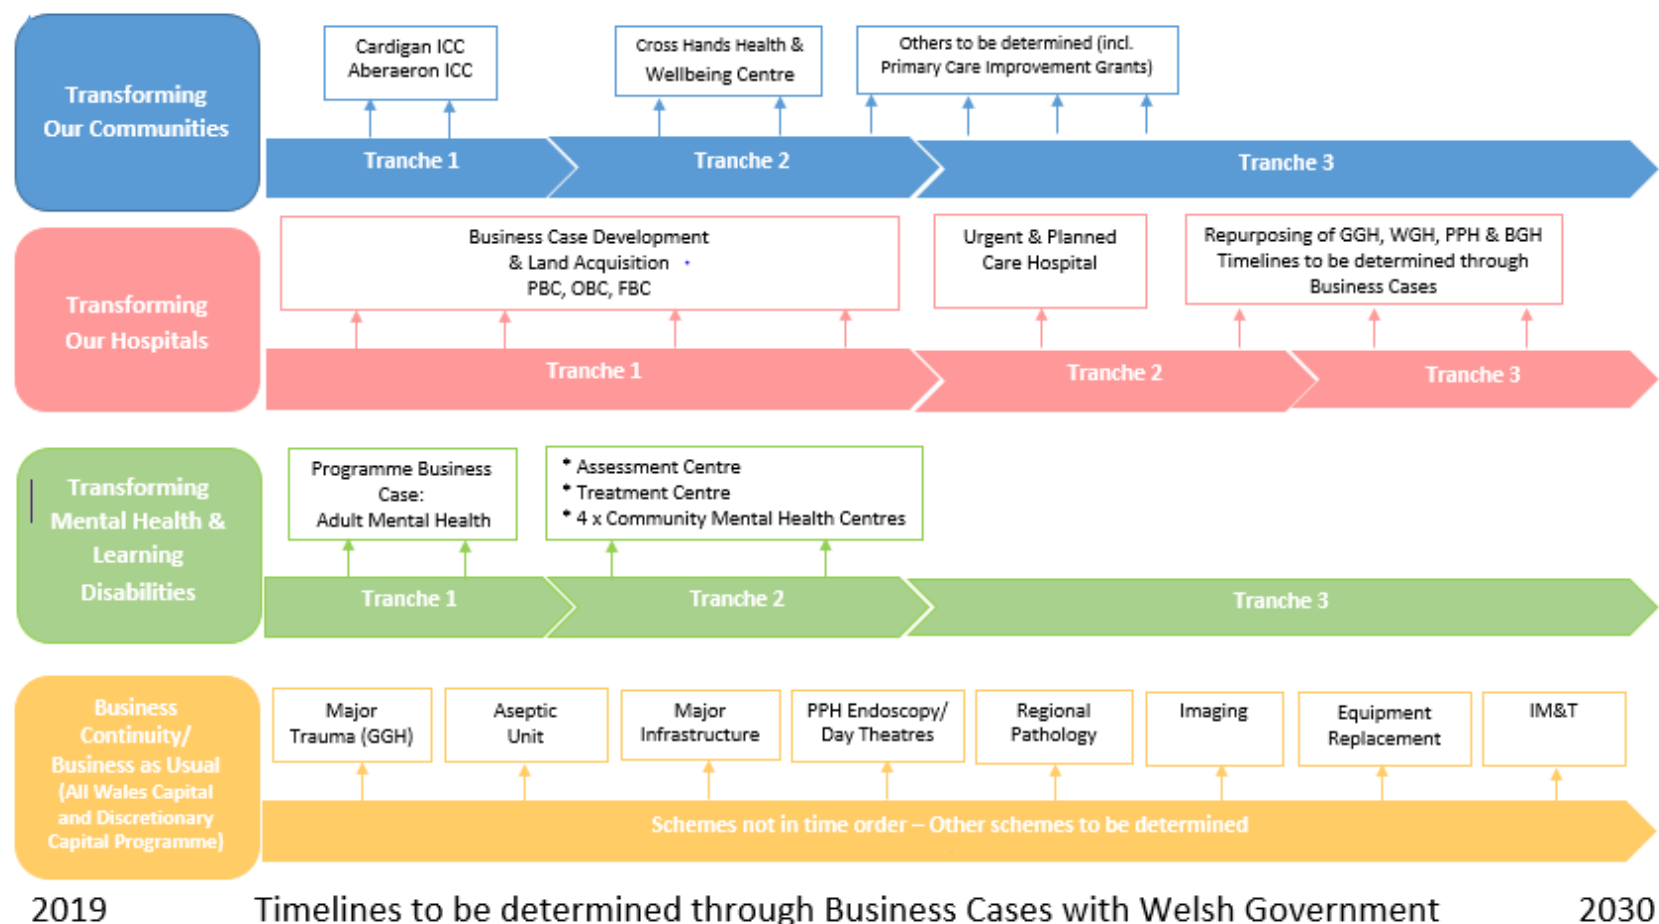 Transforming
Our Communities
Cardigan ICC
Aberaeron ICC
Cross Hands Health &
Wellbeing Centre
Others to be determined (incl.
Primary Care Improvement Grants)
Tranche 1
Tranche 2
Tranche 3
Transforming
Our Hospitals
Business Case Development
& Land Acquisition
PBC, OBC, FBC
Urgent & Planned
Care Hospital
Repurposing of GGH, WGH, PPH & BGH
Timelines to be determined through
Business Cases
Tranche 1
Tranche 2
Tranche 3
Transforming
Mental Health &
Learning
Disabilities
Programme Business
Case:
Adult Mental Health
* Assessment Centre
* Treatment Centre
* 4 x Community Mental Health Centres
Tranche 1
Tranche 2
Tranche 3
Business
Continuity/
Business as Usual
(All Wales Capital
and Discretionary
Capital Programme)
Major
Trauma (GGH)
Aseptic
Unit
Major
Infrastructure
PPH Endoscopy/
Day Theatres
Regional
Pathology
Imaging
Equipment
Replacement
IM&T
Schemes not in time order – Other schemes to be determined
2019
Timelines to be determined through Business Cases with Welsh Government
2030